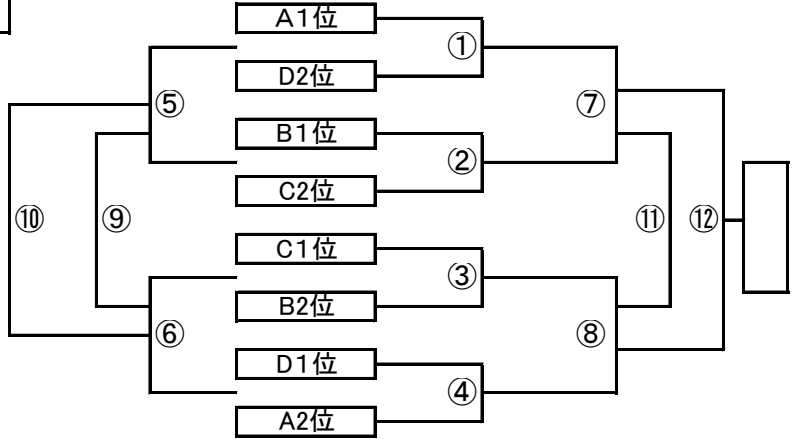 A1位
①
D2位
⑤
⑦
B1位
②
C2位
⑩
⑨
⑪
⑫
C1位
③
B2位
⑥
⑧
D1位
④
A2位